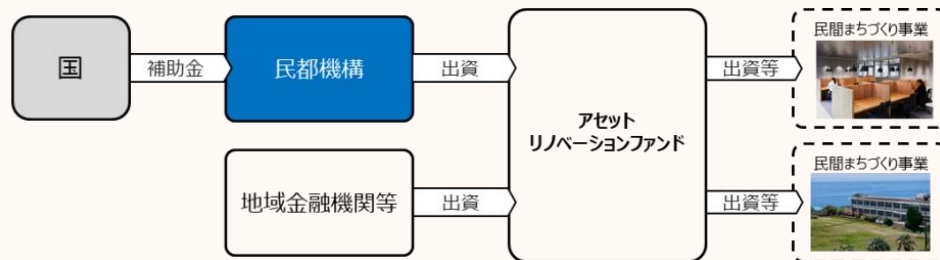 国
補助金
民都機構
出資
地域金融機関等
出資
アセット
リノベーションファンド
出資等
民間まちづくり事業
出資等
民間まちづくり事業